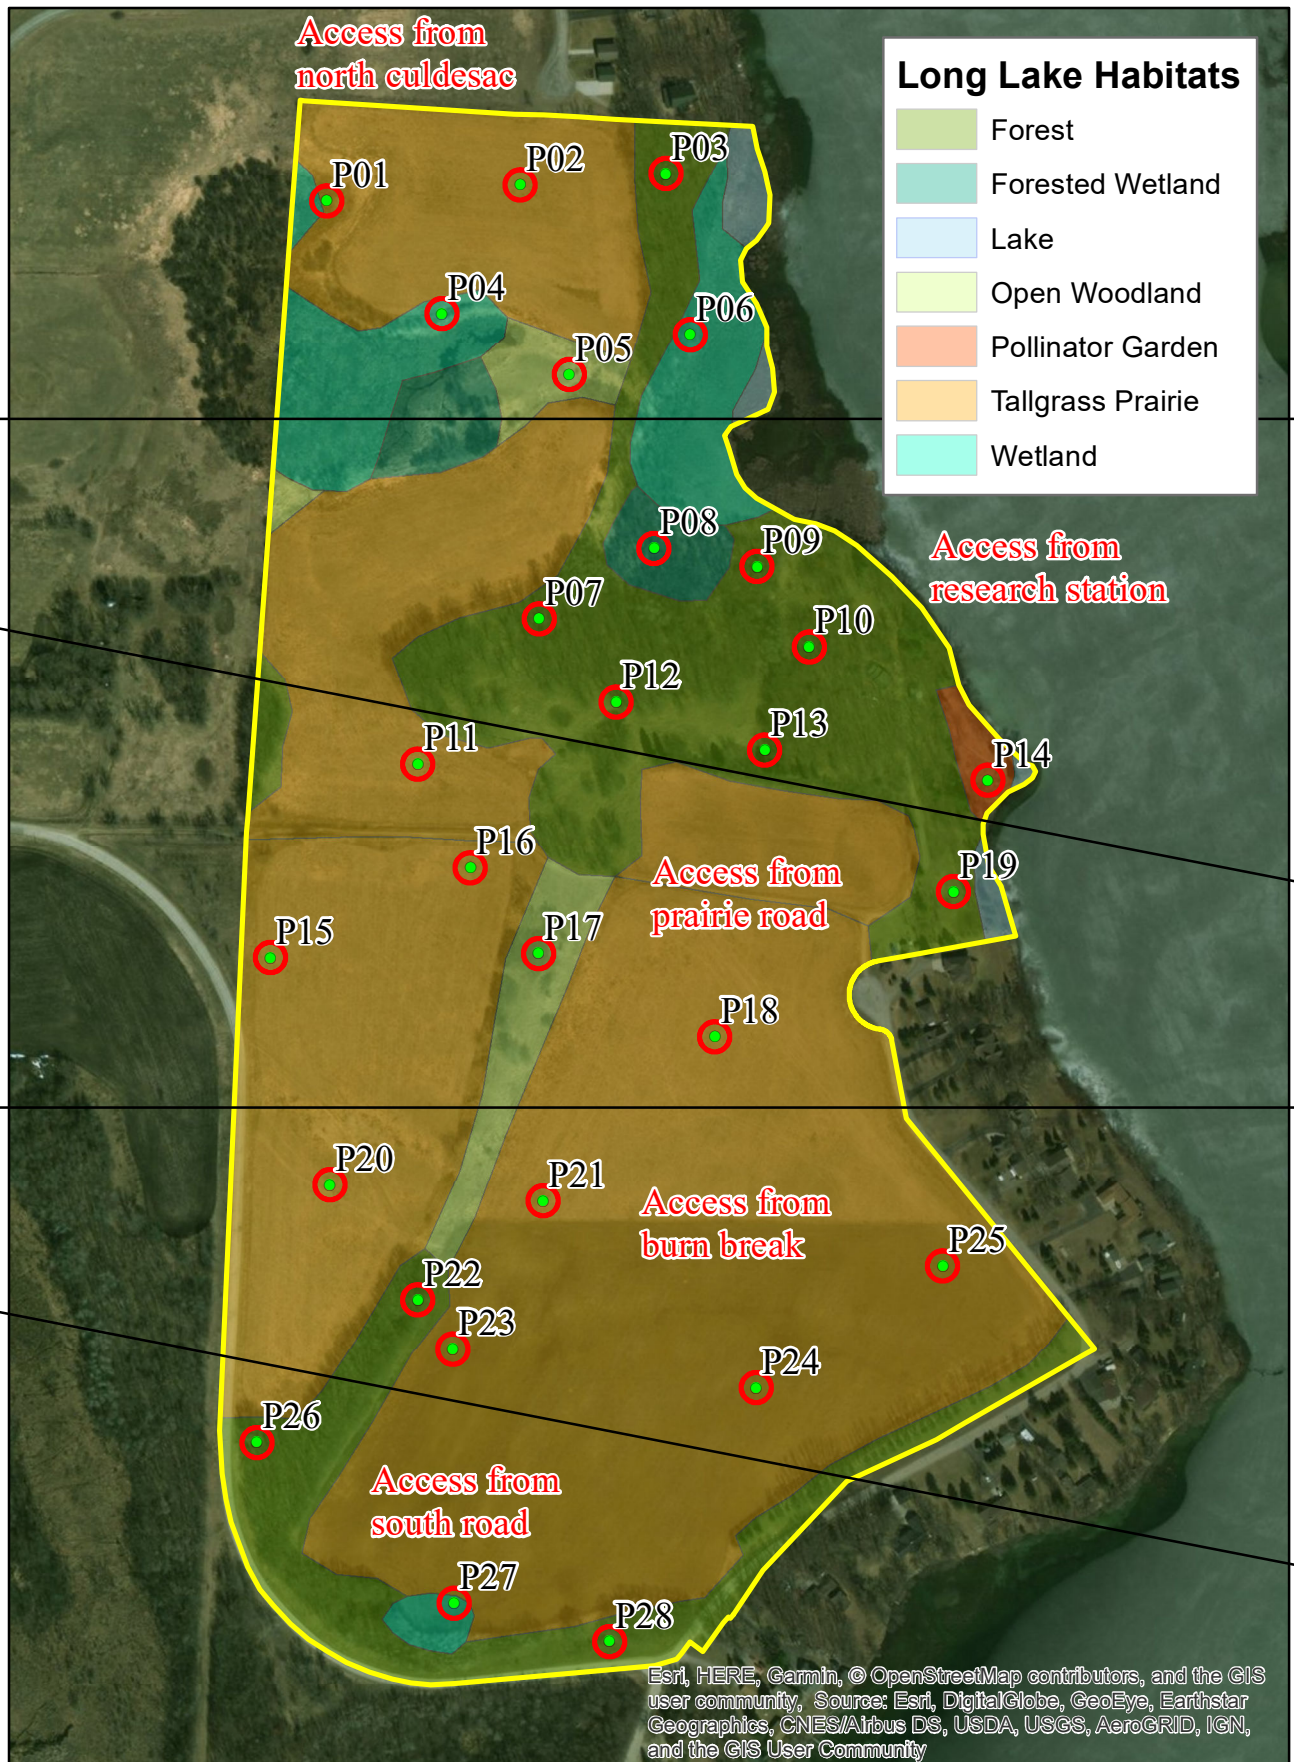 Access from
north culdesac
Long Lake Habitats
Forest
Forested Wetland
Lake
Open Woodland
Pollinator Garden
Tallgrass Prairie
Wetland
P01
P02
P03
P04
P05
P06
P07
P08
P09
Access from
research station
P10
P11
P12
P13
P14
P15
P16
P17
Access from
prairie road
P18
P19
P20
P21
Access from
burn break
P22
P23
P24
P25
P26
Access from
south road
P27
P28
Esri, HERE, Garmin, © OpenStreetMap contributors, and the GIS
user community, Source: Esri, DigitalGlobe, GeoEye, Earthstar
Geographics, CNES/Airbus DS, USDA, USGS, AeroGRID, IGN,
and the GIS User Community